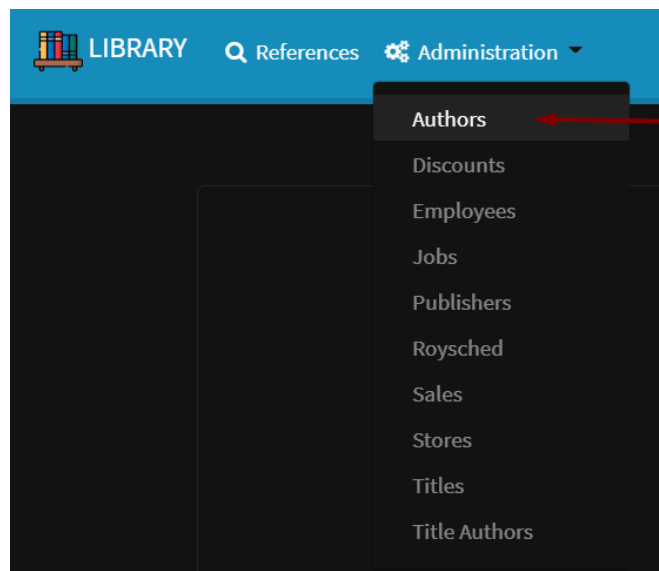 LIBRARY References Administration
Authors
Discounts
Employees
Jobs
Publishers
Roysched
Sales
Stores
Titles
Title Authors